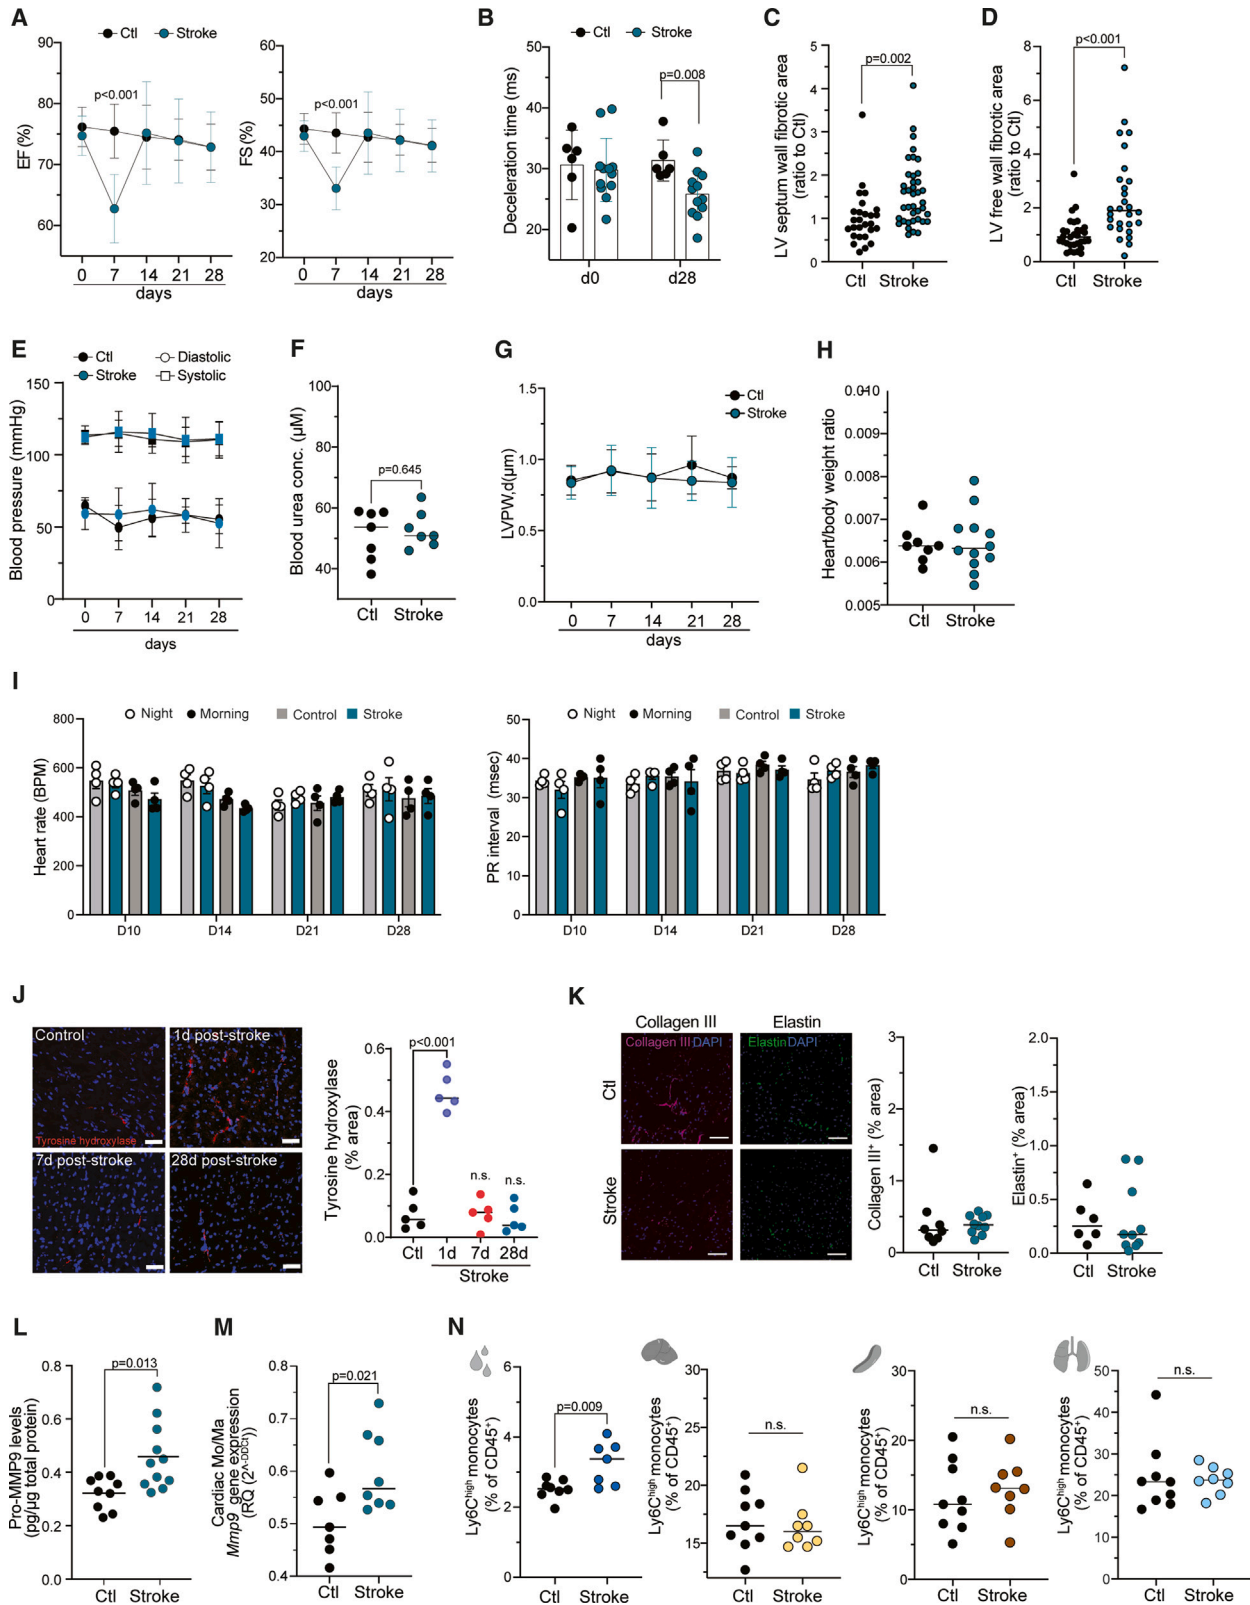 A
Ctl Stroke
EF (%)
90
75
60
p<0.001
0 7 14 21 28
days
FS (%)
60
50
40
30
20
p<0.001
0 7 14 21 28
days
B
Ctl Stroke
Deceleration time (ms)
50
40
30
20
p=0.008
d0 d28
C
LV septum wall fibrotic area
(ratio to Ctl)
5
4
3
2
1
0
p=0.002
Ctl Stroke
D
LV free wall fibrotic area
(ratio to Ctl)
8
6
4
2
0
p<0.001
Ctl Stroke
E
Ctl Diastolic
Stroke Systolic
Blood pressure (mmHg)
150
100
50
0
0 7 14 21 28
days
F
Blood urea conc. (μM)
100
80
60
40
p=0.645
Ctl Stroke
G
Ctl
Stroke
LVPW,d(μm)
1.5
1.0
0.5
0.0
0 7 14 21 28
days
H
Heart/body weight ratio
0.040
0.009
0.008
0.007
0.006
0.005
Ctl Stroke
I
Night Morning Control Stroke
Heart rate (BPM)
800
600
400
200
0
D10 D14 D21 D28
Night Morning Control Stroke
PR interval (msec)
50
40
30
20
10
0
D10 D14 D21 D28
J
Control
1d post-stroke
Tyrosine hydroxylase
7d post-stroke
28d post-stroke
Tyrosine hydroxylase
(% area)
0.6
0.4
0.2
0.0
p<0.001
n.s. n.s.
Ctl 1d 7d 28d
Stroke
K
Collagen III Elastin
Collagen III DAPI
Elastin DAPI
Ctl
Stroke
Collagen III⁺ (% area)
3
2
1
0
Ctl Stroke
Elastin⁺ (% area)
2.0
1.5
1.0
0.5
0.0
Ctl Stroke
L
Pro-MMP9 levels
(pg/μg total protein)
0.8
0.6
0.4
0.2
0.0
p=0.013
Ctl Stroke
M
Cardiac Mo/Ma
Mmp9 gene expression
(RQ (2^-DDCt))
0.8
0.7
0.6
0.5
0.4
p=0.021
Ctl Stroke
N
Ly6Chigh monocytes
(% of CD45⁺)
6
4
2
0
p=0.009
Ctl Stroke
Ly6Chigh monocytes
(% of CD45⁺)
30
25
20
15
n.s.
Ctl Stroke
Ly6Chigh monocytes
(% of CD45⁺)
30
20
10
0
n.s.
Ctl Stroke
Ly6Chigh monocytes
(% of CD45⁺)
50
40
30
20
10
0
n.s.
Ctl Stroke